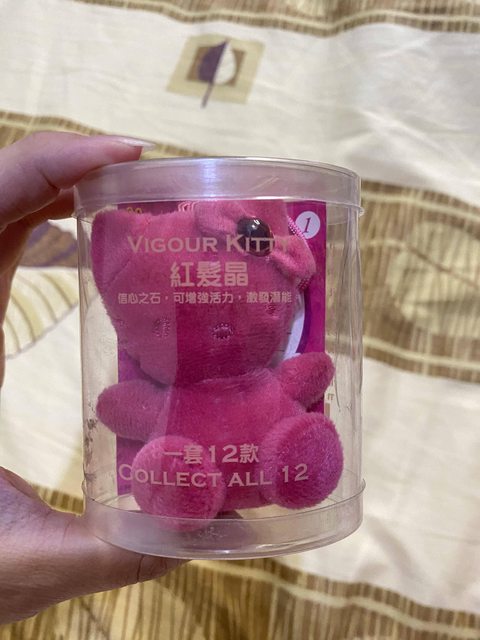 1
VIGOUR KITTY
紅髮晶
信心之石，可增強活力，激發潛能
一套12款
COLLECT ALL 12